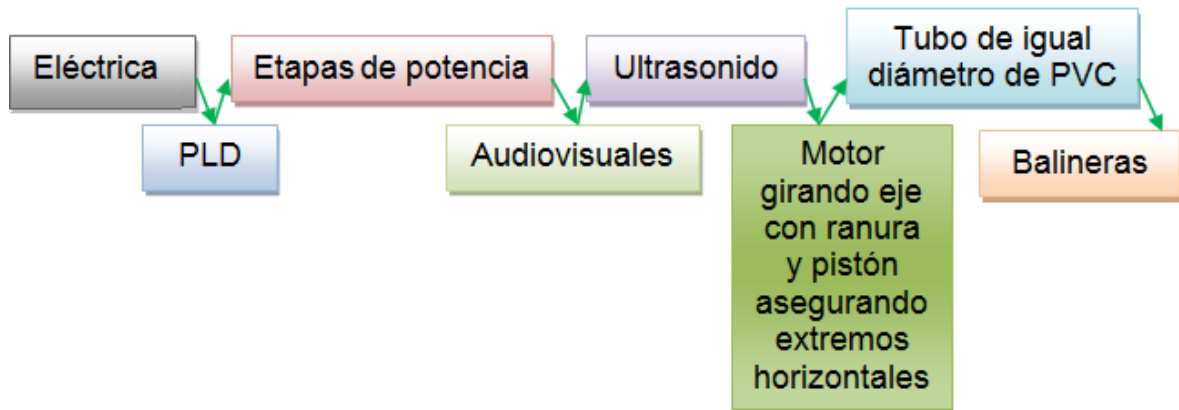 Eléctrica
PLD
Etapas de potencia
Audiovisuales
Ultrasonido
Motor
girando eje
con ranura
y pistón
asegurando
extremos
horizontales
Tubo de igual
diámetro de PVC
Balineras